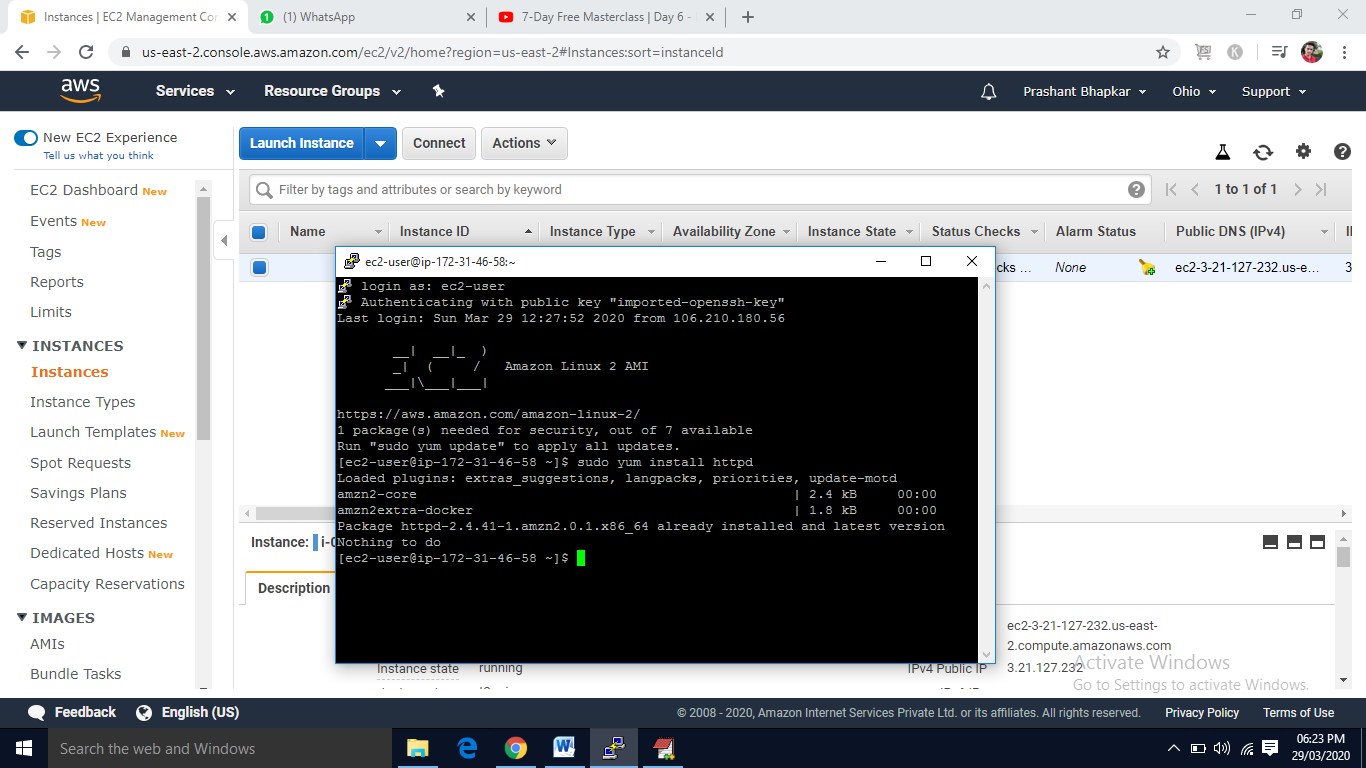 Instances | EC2 Management Con
(1) WhatsApp
7-Day Free Masterclass | Day 6 -
us-east-2.console.aws.amazon.com/ec2/v2/home?region=us-east-2#Instances:sort=instanceId
aws
Services
Resource Groups
Prashant Bhapkar
Ohio
Support
New EC2 Experience
Tell us what you think
EC2 Dashboard New
Events New
Tags
Reports
Limits
INSTANCES
Instances
Instance Types
Launch Templates New
Spot Requests
Savings Plans
Reserved Instances
Dedicated Hosts New
Capacity Reservations
IMAGES
AMIs
Bundle Tasks
Launch Instance
Connect
Actions
Filter by tags and attributes or search by keyword
1 to 1 of 1
Name
Instance ID
Instance Type
Availability Zone
Instance State
Status Checks
Alarm Status
Public DNS (IPv4)
cks ...
None
ec2-3-21-127-232.us-e...
3
ec2-user@ip-172-31-46-58:~
login as: ec2-user
Authenticating with public key "imported-openssh-key"
Last login: Sun Mar 29 12:27:52 2020 from 106.210.180.56
__|  __|_  )
_|  (     /   Amazon Linux 2 AMI
___|\___|___|
https://aws.amazon.com/amazon-linux-2/
1 package(s) needed for security, out of 7 available
Run "sudo yum update" to apply all updates.
[ec2-user@ip-172-31-46-58 ~]$ sudo yum install httpd
Loaded plugins: extras_suggestions, langpacks, priorities, update-motd
amzn2-core | 2.4 kB 00:00
amzn2extra-docker | 1.8 kB 00:00
Package httpd-2.4.41-1.amzn2.0.1.x86_64 already installed and latest version
Nothing to do
[ec2-user@ip-172-31-46-58 ~]$
Instance:
Description
Instance state
running
IPv4 Public IP
ec2-3-21-127-232.us-east-
2.compute.amazonaws.com
3.21.127.232
Activate Windows
Go to Settings to activate Windows.
Feedback
English (US)
© 2008 - 2020, Amazon Internet Services Private Ltd. or its affiliates. All rights reserved.
Privacy Policy
Terms of Use
Search the web and Windows
06:23 PM
29/03/2020